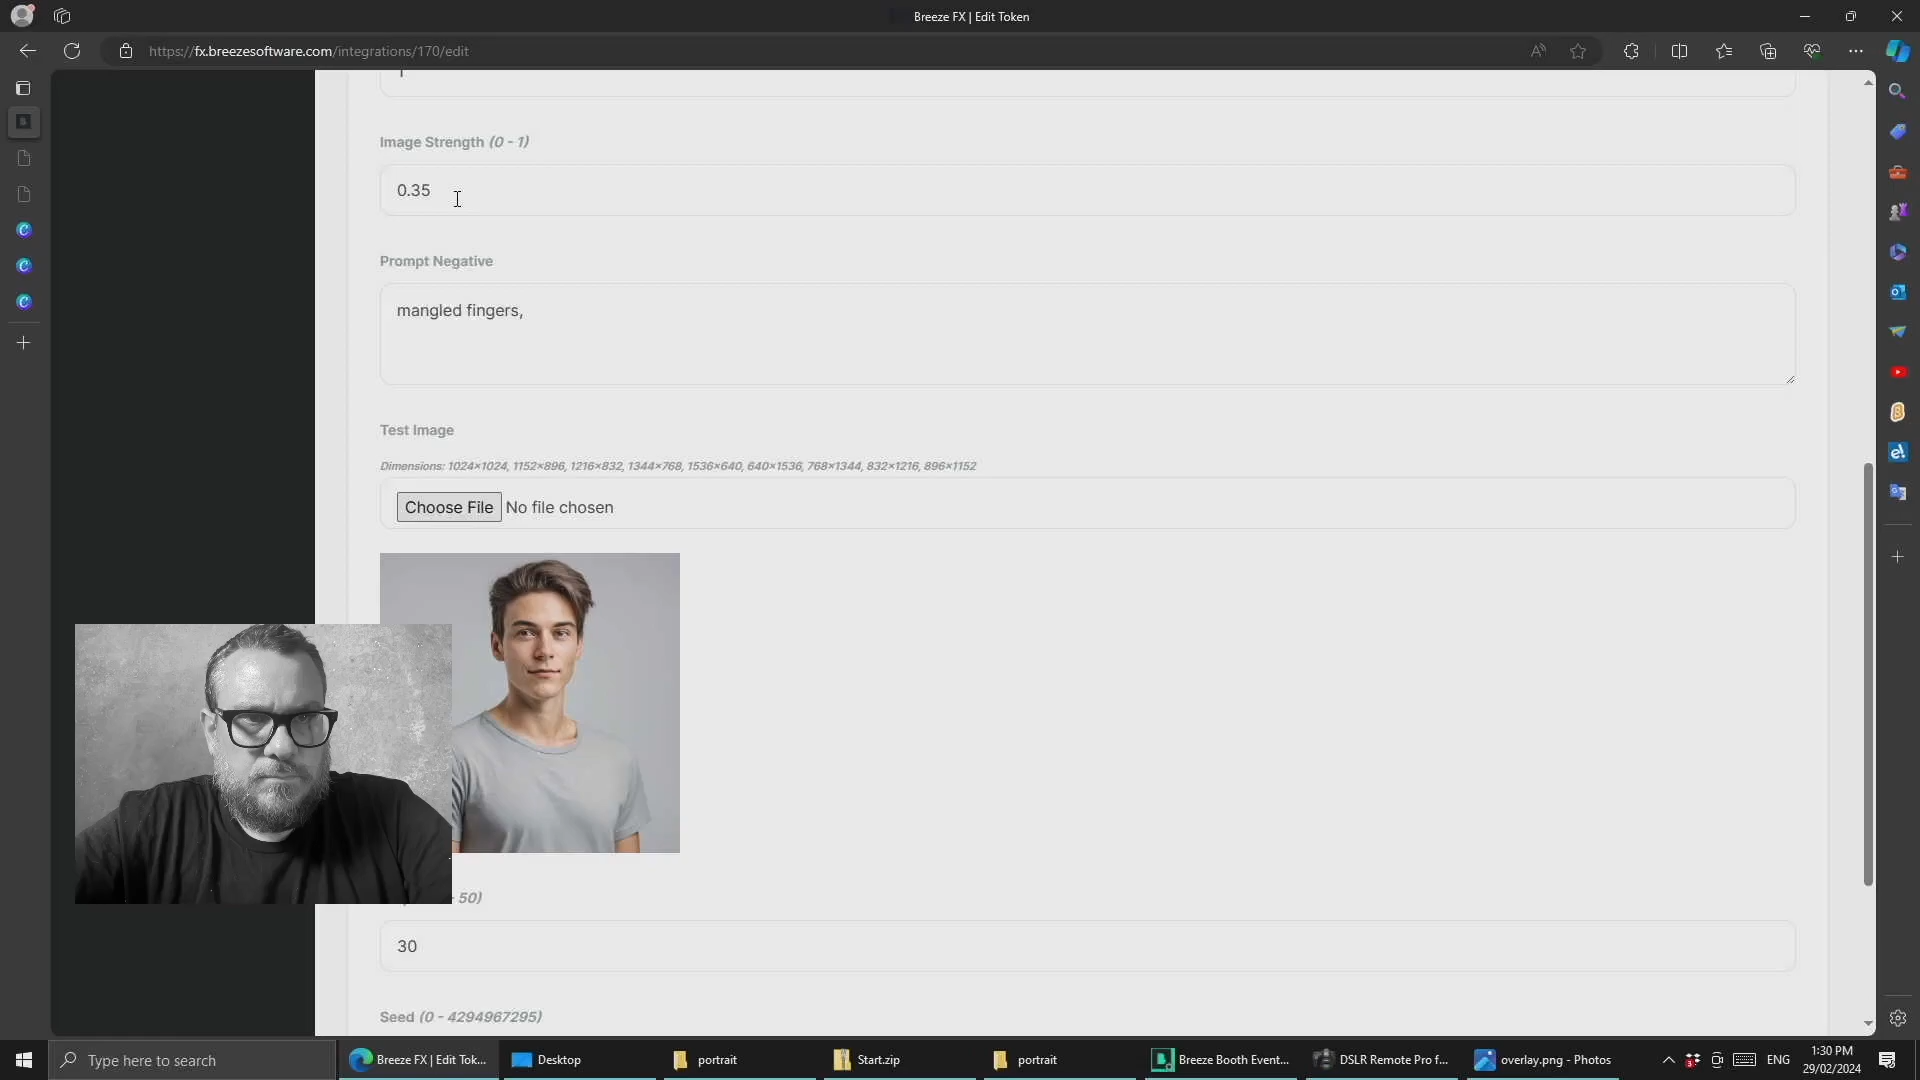 Breeze FX | Edit Token
https://fx.breezesoftware.com/integrations/170/edit
Image Strength (0 - 1)
0.35
Prompt Negative
mangled fingers,
Test Image
Dimensions: 1024×1024, 1152×896, 1216×832, 1344×768, 1536×640, 640×1536, 768×1344, 832×1216, 896×1152
Choose File No file chosen
- 50)
30
Seed (0 - 4294967295)
Type here to search
Breeze FX | Edit Tok...
Desktop
portrait
Start.zip
portrait
Breeze Booth Event...
DSLR Remote Pro f...
overlay.png - Photos
ENG
1:30 PM
29/02/2024